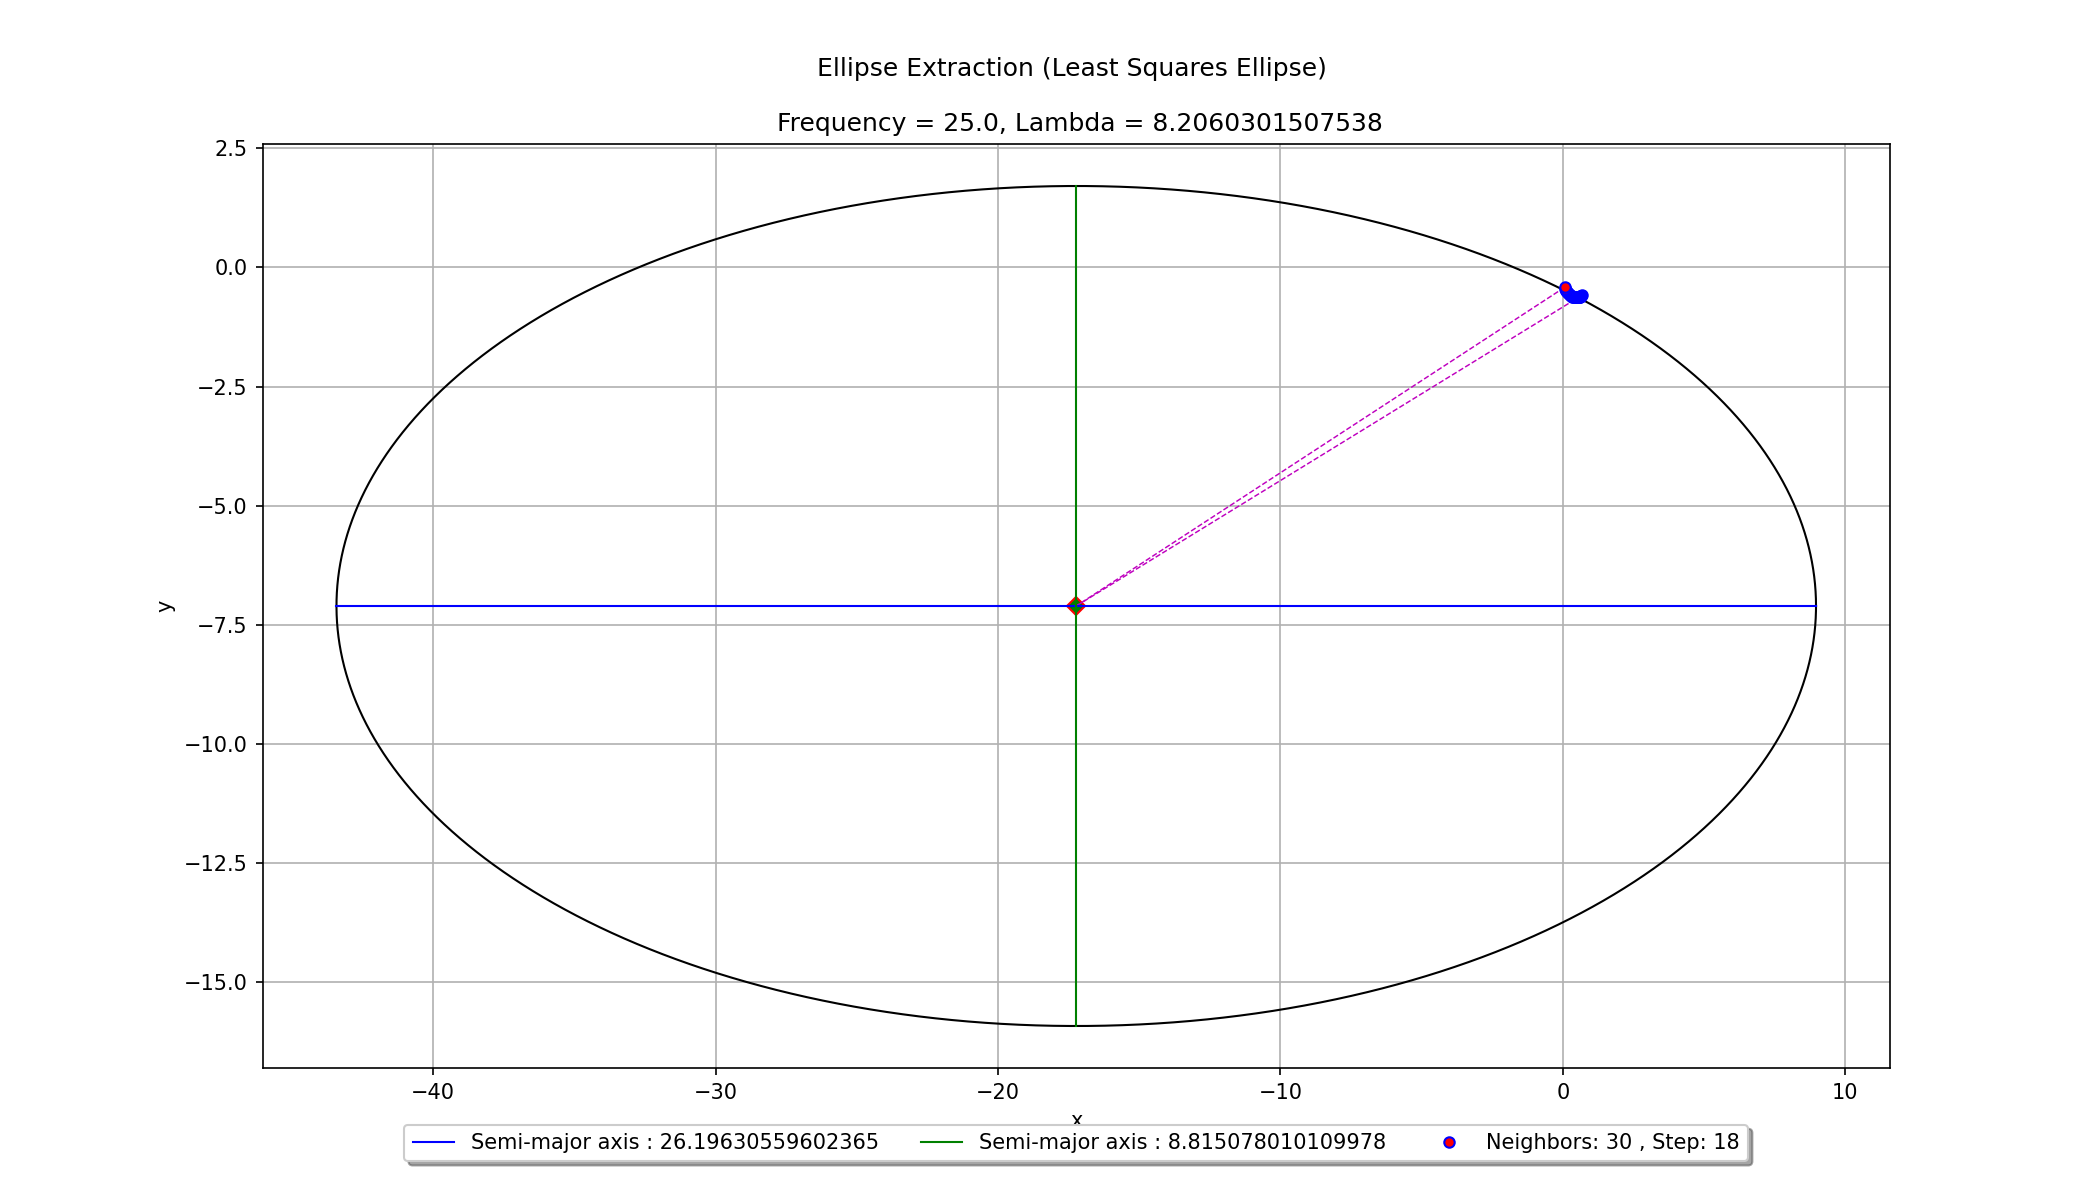 Ellipse Extraction (Least Squares Ellipse)
Frequency = 25.0, Lambda = 8.2060301507538
2.5
0.0
−2.5
−5.0
y
−7.5
−10.0
−12.5
−15.0
−40 −30 −20 −10 0 10
x
Semi-major axis : 26.19630559602365 Semi-major axis : 8.815078010109978 Neighbors: 30 , Step: 18